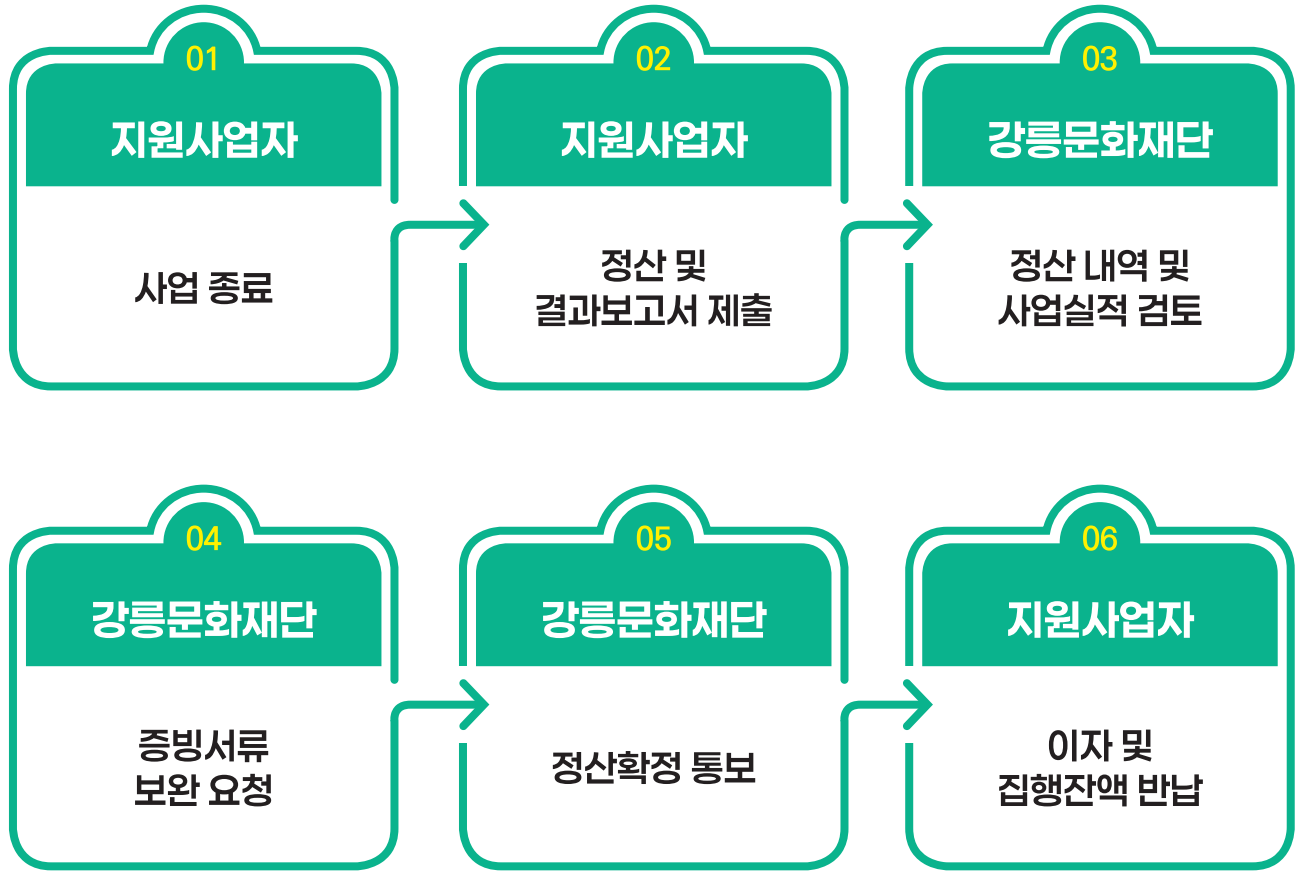 01
지원사업자
사업 종료
02
지원사업자
정산 및
결과보고서 제출
03
강릉문화재단
정산 내역 및
사업실적 검토
04
강릉문화재단
증빙서류
보완 요청
05
강릉문화재단
정산확정 통보
06
지원사업자
이자 및
집행잔액 반납